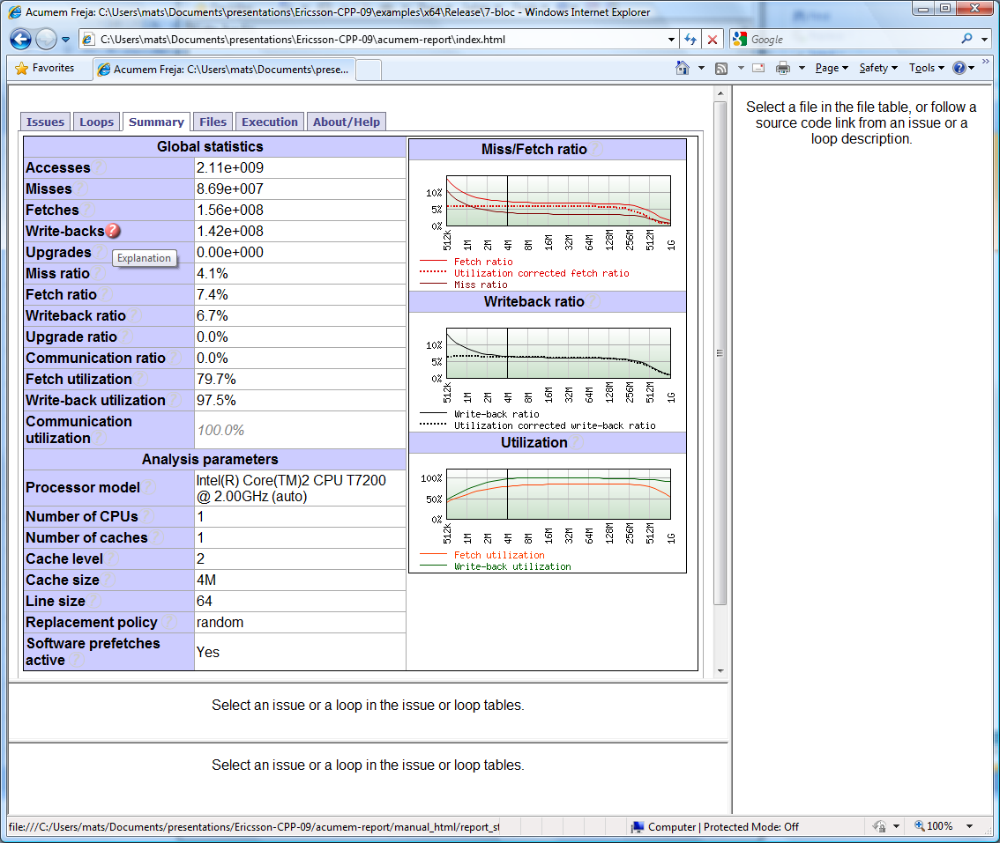 Acumem Freja: C:\Users\mats\Documents\presentations\Ericsson-CPP-09\examples\x64\Release\7-bloc - Windows Internet Explorer
C:\Users\mats\Documents\presentations\Ericsson-CPP-09\acumem-report\index.html
Google
Favorites
Acumem Freja: C:\Users\mats\Documents\prese...
Page
Safety
Tools
Issues
Loops
Summary
Files
Execution
About/Help
Global statistics
Accesses ? 2.11e+009
Misses ? 8.69e+007
Fetches ? 1.56e+008
Write-backs ? 1.42e+008
Upgrades ? 0.00e+000
Explanation
Miss ratio ? 4.1%
Fetch ratio ? 7.4%
Writeback ratio ? 6.7%
Upgrade ratio ? 0.0%
Communication ratio ? 0.0%
Fetch utilization ? 79.7%
Write-back utilization ? 97.5%
Communication
utilization ? 100.0%
Analysis parameters
Processor model ? Intel(R) Core(TM)2 CPU T7200
@ 2.00GHz (auto)
Number of CPUs ? 1
Number of caches ? 1
Cache level ? 2
Cache size ? 4M
Line size ? 64
Replacement policy ? random
Software prefetches
active ? Yes
Miss/Fetch ratio ?
10%
5%
0%
512k 1M 2M 4M 8M 16M 32M 64M 128M 256M 512M 1G
Fetch ratio
Utilization corrected fetch ratio
Miss ratio
Writeback ratio ?
10%
5%
0%
512k 1M 2M 4M 8M 16M 32M 64M 128M 256M 512M 1G
Write-back ratio
Utilization corrected write-back ratio
Utilization ?
100%
50%
0%
512k 1M 2M 4M 8M 16M 32M 64M 128M 256M 512M 1G
Fetch utilization
Write-back utilization
Select a file in the file table, or follow a
source code link from an issue or a
loop description.
Select an issue or a loop in the issue or loop tables.
Select an issue or a loop in the issue or loop tables.
file:///C:/Users/mats/Documents/presentations/Ericsson-CPP-09/acumem-report/manual_html/report_st
Computer | Protected Mode: Off
100%